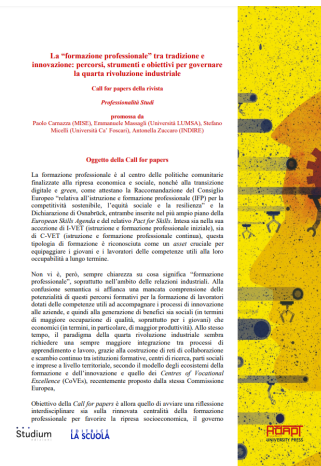 La “formazione professionale” tra tradizione e
innovazione: percorsi, strumenti e obiettivi per governare
la quarta rivoluzione industriale
Call for papers della rivista
Professionalità Studi
promossa da
Paolo Carnazza (MISE), Emmanuele Massagli (Università LUMSA), Stefano
Micelli (Università Ca’ Foscari), Antonella Zuccaro (INDIRE)
Oggetto della Call for papers
La formazione professionale è al centro delle politiche comunitarie
finalizzate alla ripresa economica e sociale, nonché alla transizione
digitale e green, come attestano la Raccomandazione del Consiglio
Europeo “relativa all’istruzione e formazione professionale (IFP) per la
competitività sostenibile, l’equità sociale e la resilienza” e la
Dichiarazione di Osnabrück, entrambe inserite nel più ampio piano della
European Skills Agenda e del relativo Pact for Skills. Intesa sia nella sua
accezione di I-VET (istruzione e formazione professionale iniziale), sia
di C-VET (istruzione e formazione professionale continua), questa
tipologia di formazione è riconosciuta come un asset cruciale per
equipaggiare i giovani e i lavoratori delle competenze utili alla loro
occupabilità a lungo termine.
Non vi è, però, sempre chiarezza su cosa significa “formazione
professionale”, soprattutto nell’ambito delle relazioni industriali. Alla
confusione semantica si affianca una mancata comprensione delle
potenzialità di questi percorsi formativi per la formazione di lavoratori
dotati delle competenze utili ad accompagnare i processi di innovazione
alle aziende, e quindi alla generazione di benefici sia sociali (in termini
di maggiore occupazione di qualità, soprattutto per i giovani) che
economici (in termini, in particolare, di maggior produttività). Allo stesso
tempo, il paradigma della quarta rivoluzione industriale sembra
richiedere una sempre maggiore integrazione tra processi di
apprendimento e lavoro, grazie alla costruzione di reti di collaborazione
e scambio continuo tra istituzioni formative, centri di ricerca, parti sociali
e imprese a livello territoriale, secondo il modello degli ecosistemi della
formazione e dell’innovazione e quello dei Centres of Vocational
Excellence (CoVEs), recentemente proposto dalla stessa Commissione
Europea.
Obiettivo della Call for papers è allora quello di avviare una riflessione
interdisciplinare sia sulla rinnovata centralità della formazione
professionale per favorire la ripresa socioeconomica, il governo
Studium
LA SCUOLA
ADAPT
UNIVERSITY PRESS